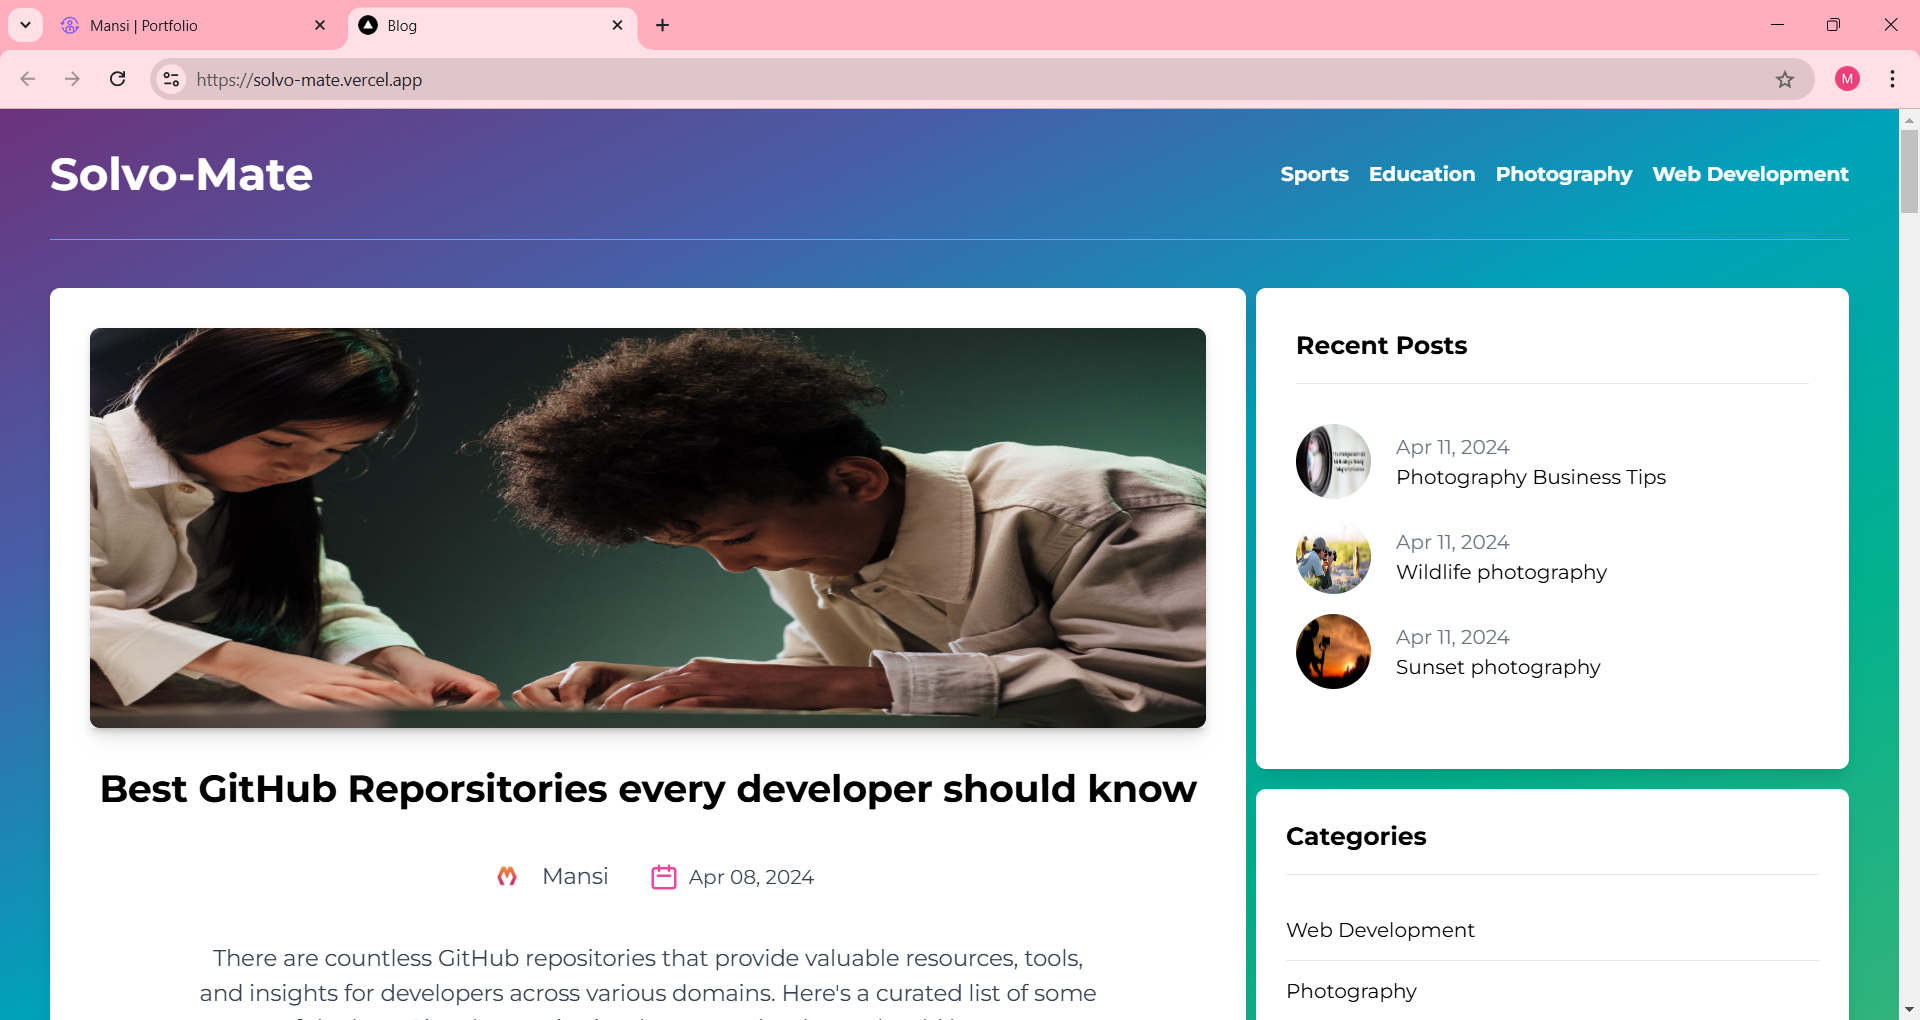 Mansi | Portfolio
Blog
https://solvo-mate.vercel.app
M
Solvo-Mate
Sports Education Photography Web Development
Recent Posts
Apr 11, 2024
Photography Business Tips
Apr 11, 2024
Wildlife photography
Apr 11, 2024
Sunset photography
Best GitHub Reporsitories every developer should know
Mansi Apr 08, 2024
There are countless GitHub repositories that provide valuable resources, tools,
and insights for developers across various domains. Here's a curated list of some
Categories
Web Development
Photography